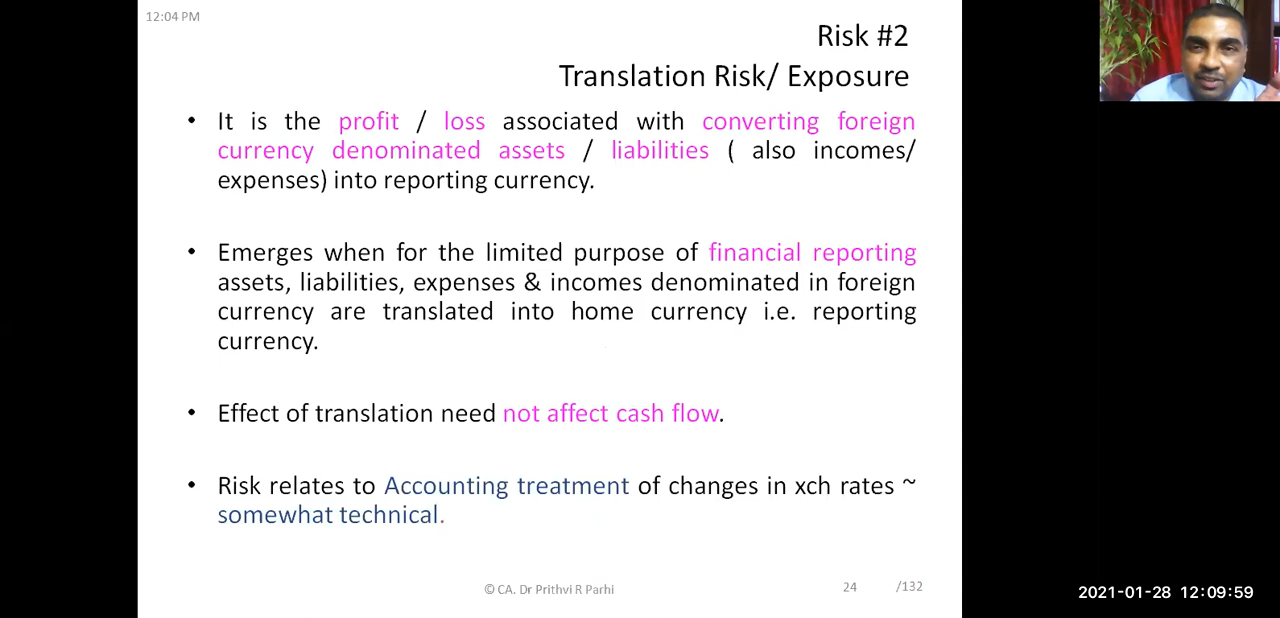 12:04 PM
Risk #2
Translation Risk/ Exposure
• It is the profit / loss associated with converting foreign
currency denominated assets / liabilities ( also incomes/
expenses) into reporting currency.
• Emerges when for the limited purpose of financial reporting
assets, liabilities, expenses & incomes denominated in foreign
currency are translated into home currency i.e. reporting
currency.
• Effect of translation need not affect cash flow.
• Risk relates to Accounting treatment of changes in xch rates ~
somewhat technical.
© CA. Dr Prithvi R Parhi
24 /132
2021-01-28 12:09:59